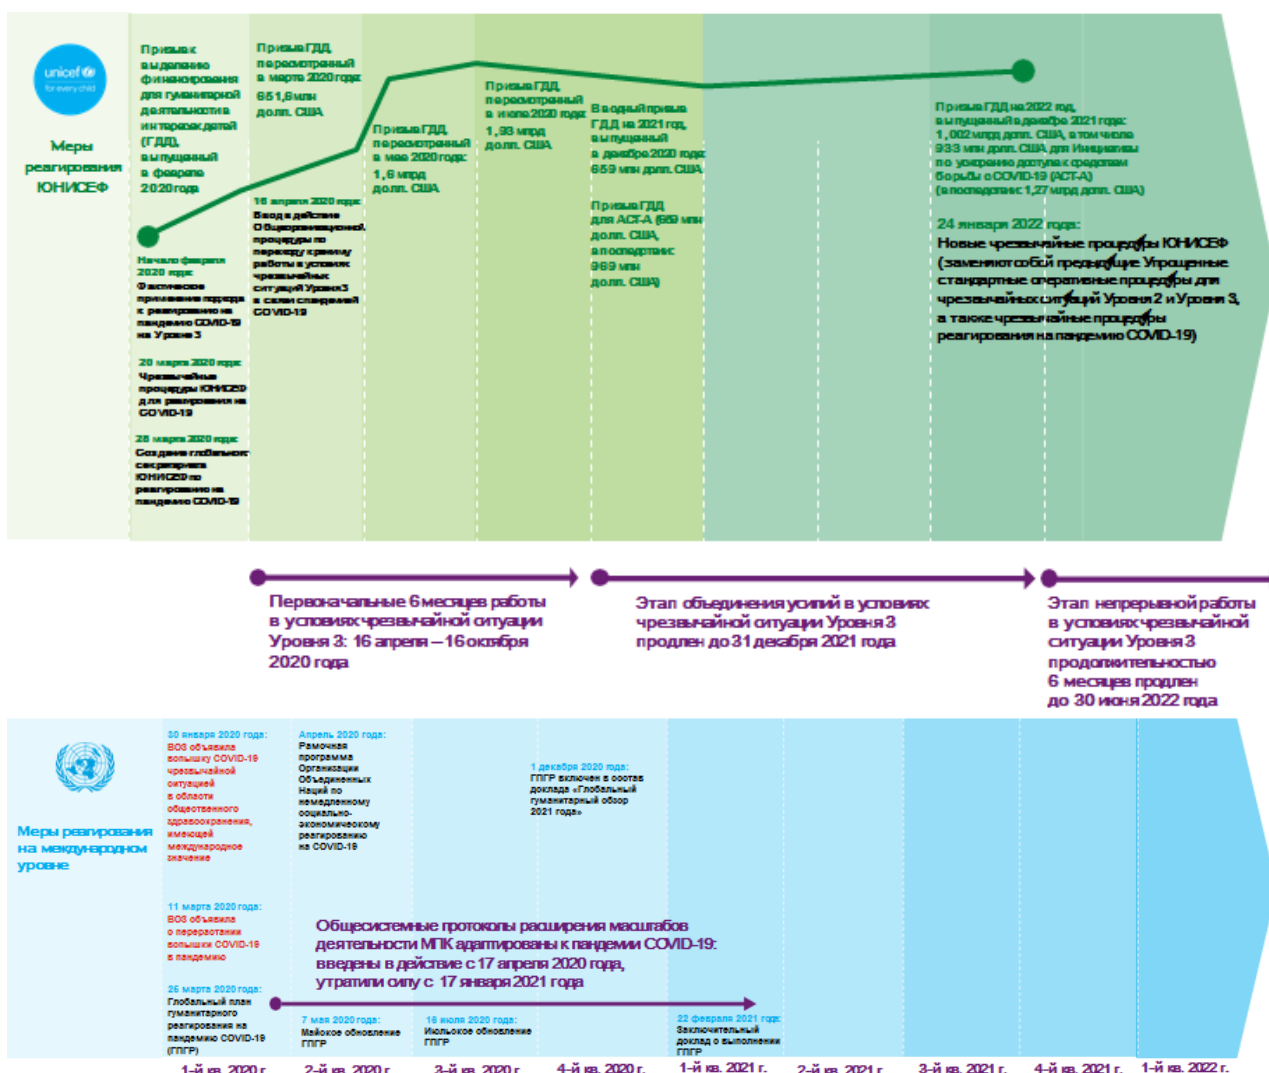 unicef
for every child
Меры
реагирования
ЮНИСЕФ
Призыв к
выделению
финансирования
для гуманитарной
деятельности в
интересах детей
(ГДД),
выпущенный
в феврале
2020 года
Начало февраля
2020 года:
Фактическое
применение подхода
к реагированию на
пандемию COVID-19
на Уровне 3
20 марта 2020 года:
Чрезвычайные
процедуры ЮНИСЕФ
для реагирования на
COVID-19
26 марта 2020 года:
Создание глобального
секретариата
ЮНИСЕФ по
реагированию на
пандемию COVID-19
Призыв ГДД,
пересмотренный
в марте 2020 года:
651,6 млн
долл. США
16 апреля 2020 года:
Ввод в действие
Общеорганизационной
процедуры по
переходу к режиму
работы в условиях
чрезвычайных
ситуаций Уровня 3
в связи с пандемией
COVID-19
Призыв ГДД,
пересмотренный
в мае 2020 года:
1,6 млрд
долл. США
Призыв ГДД,
пересмотренный
в июле 2020 года:
1,93 млрд
долл. США
Вводный призыв
ГДД на 2021 год,
выпущенный
в декабре 2020 года:
659 млн долл. США
Призыв ГДД
для АСТ-А (659 млн
долл. США,
впоследствии:
969 млн
долл. США)
Призыв ГДД на 2022 год,
выпущенный в декабре 2021 года:
1,002 млрд долл. США, в том числе
933 млн долл. США для Инициативы
по ускорению доступа к средствам
борьбы с COVID-19 (АСТ-А)
(впоследствии: 1,27 млрд долл. США)
24 января 2022 года:
Новые чрезвычайные процедуры ЮНИСЕФ
(заменяют собой предыдущие Упрощенные
стандартные оперативные процедуры для
чрезвычайных ситуаций Уровня 2 и Уровня 3,
а также чрезвычайные процедуры
реагирования на пандемию COVID-19)
Первоначальные 6 месяцев работы
в условиях чрезвычайной ситуации
Уровня 3: 16 апреля – 16 октября
2020 года
Этап объединения усилий в условиях
чрезвычайной ситуации Уровня 3
продлен до 31 декабря 2021 года
Этап непрерывной работы
в условиях чрезвычайной
ситуации Уровня 3
продолжительностью
6 месяцев продлен
до 30 июня 2022 года
Меры реагирования
на международном
уровне
30 января 2020 года:
ВОЗ объявила
вспышку COVID-19
чрезвычайной
ситуацией
в области
общественного
здравоохранения,
имеющей
международное
значение
11 марта 2020 года:
ВОЗ объявила
о перерастании
вспышки COVID-19
в пандемию
26 марта 2020 года:
Глобальный план
гуманитарного
реагирования на
пандемию COVID-19
(ГПГР)
Апрель 2020 года:
Рамочная
программа
Организации
Объединенных
Наций по
немедленному
социально-
экономическому
реагированию
на COVID-19
1 декабря 2020 года:
ГПГР включен в состав
доклада «Глобальный
гуманитарный обзор
2021 года»
Общесистемные протоколы расширения масштабов
деятельности МПК адаптированы к пандемии COVID-19:
введены в действие с 17 апреля 2020 года,
утратили силу с 17 января 2021 года
7 мая 2020 года:
Майское обновление
ГПГР
16 июля 2020 года:
Июльское обновление
ГПГР
22 февраля 2021 года:
Заключительный
доклад о выполнении
ГПГР
1-й кв. 2020 г.
2-й кв. 2020 г.
3-й кв. 2020 г.
4-й кв. 2020 г.
1-й кв. 2021 г.
2-й кв. 2021 г.
3-й кв. 2021 г.
4-й кв. 2021 г.
1-й кв. 2022 г.